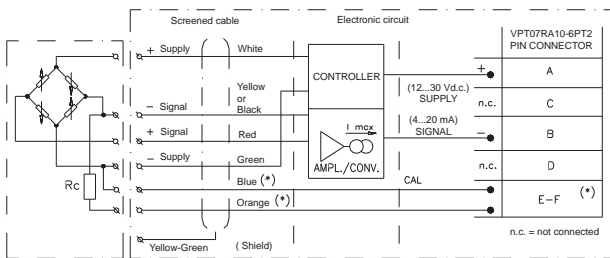 Screened cable
Electronic circuit
VPT07RA10-6PT2
PIN CONNECTOR
+ Supply
White
CONTROLLER
+
A
Yellow
or
Black
(12...30 Vd.c.)
SUPPLY
n.c.
C
− Signal
(4...20 mA)
SIGNAL
+ Signal
Red
I max
−
B
− Supply
Green
AMPL./CONV.
n.c.
D
Rc
Blue (*)
CAL
E-F (*)
Orange (*)
Yellow-Green
( Shield)
n.c. = not connected